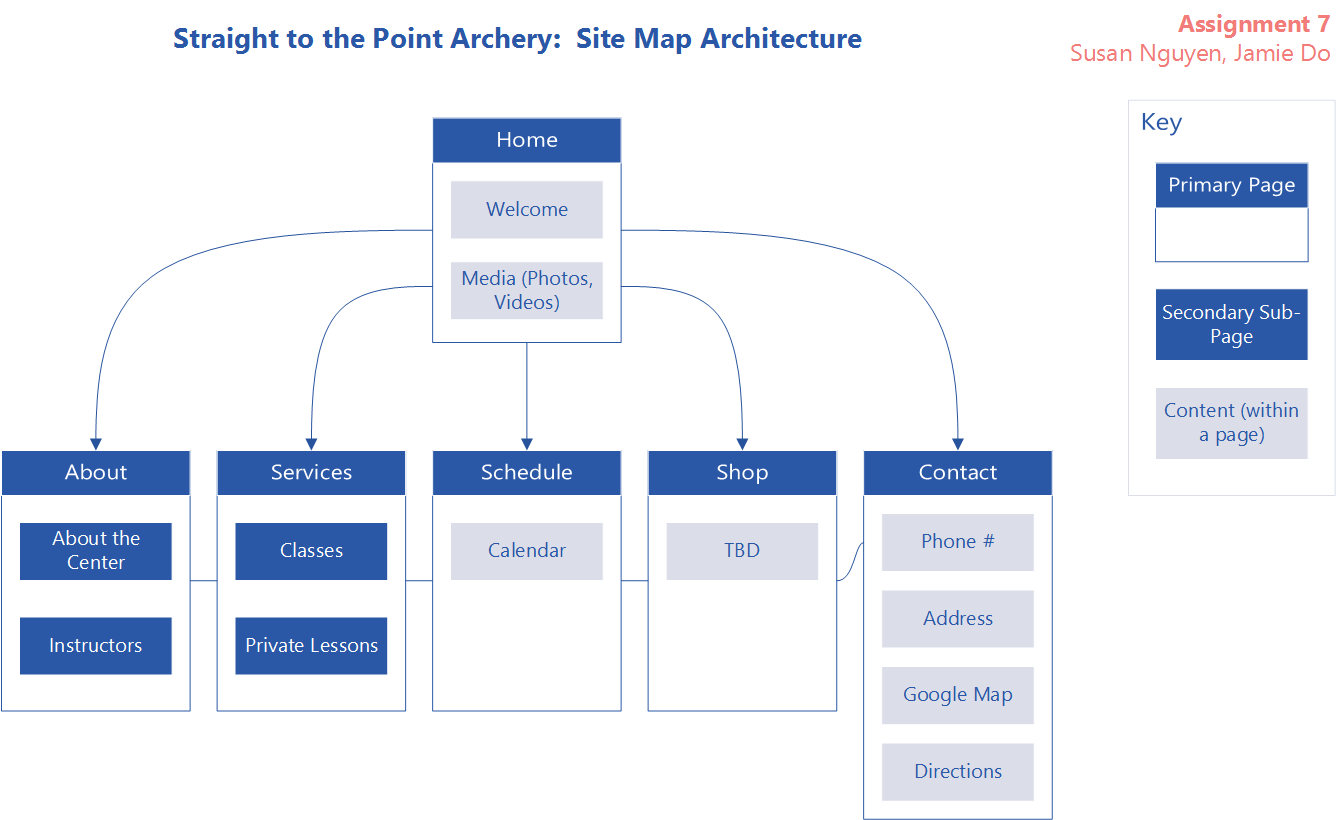 Straight to the Point Archery:  Site Map Architecture
Assignment 7
Susan Nguyen, Jamie Do
Key
Primary Page
Secondary Sub-
Page
Content (within
a page)
Home
Welcome
Media (Photos,
Videos)
About
About the
Center
Instructors
Services
Classes
Private Lessons
Schedule
Calendar
Shop
TBD
Contact
Phone #
Address
Google Map
Directions